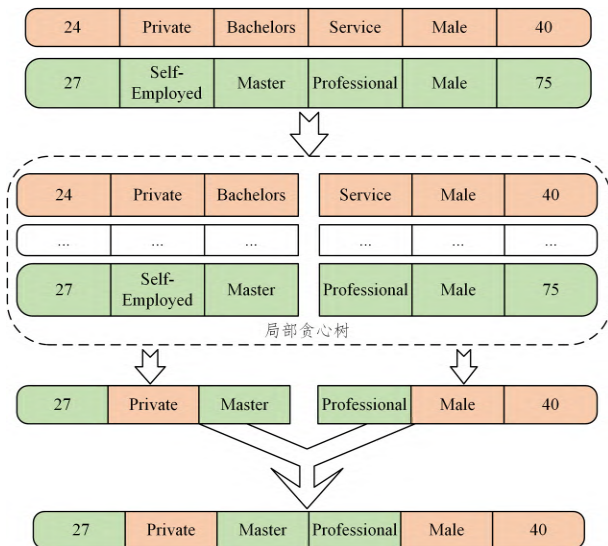 24 Private Bachelors Service Male 40
27 Self-Employed Master Professional Male 75
24 Private Bachelors Service Male 40
... ... ... ... ... ...
27 Self-Employed Master Professional Male 75
局部贪心树
27 Private Master Professional Male 40
27 Private Master Professional Male 40